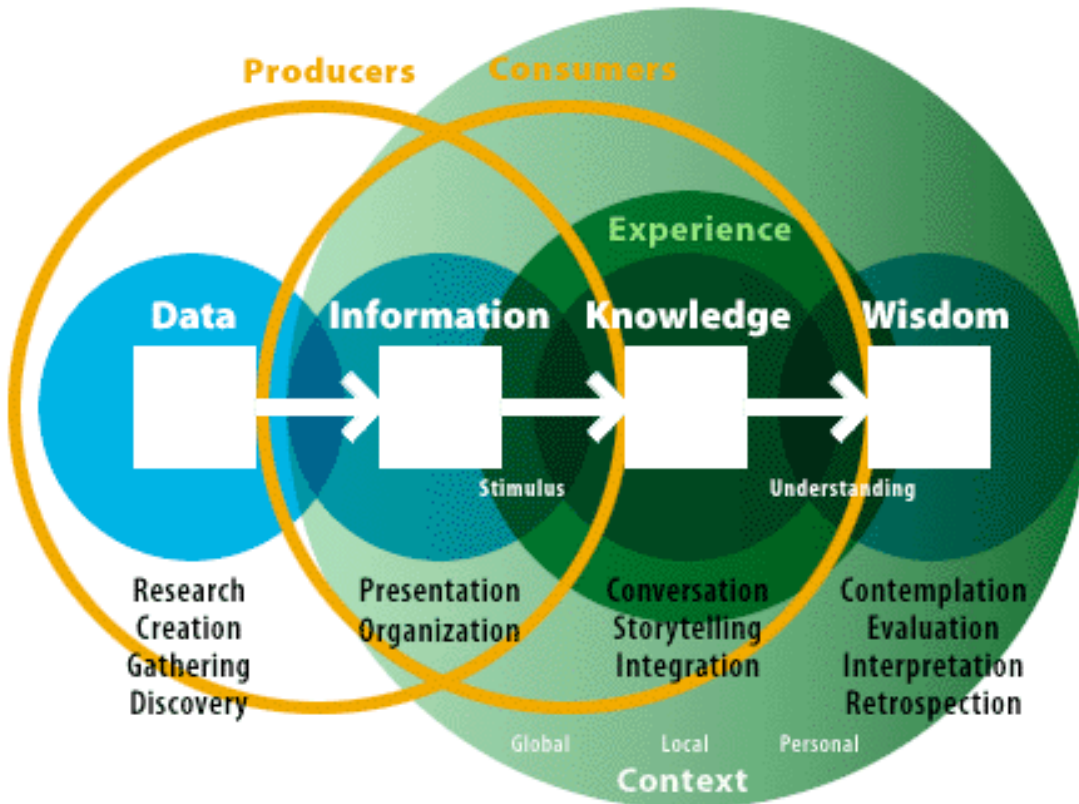 Producers
Consumers
Experience
Data
Information
Knowledge
Wisdom
Stimulus
Understanding
Research
Creation
Gathering
Discovery
Presentation
Organization
Conversation
Storytelling
Integration
Contemplation
Evaluation
Interpretation
Retrospection
Global
Local
Personal
Context